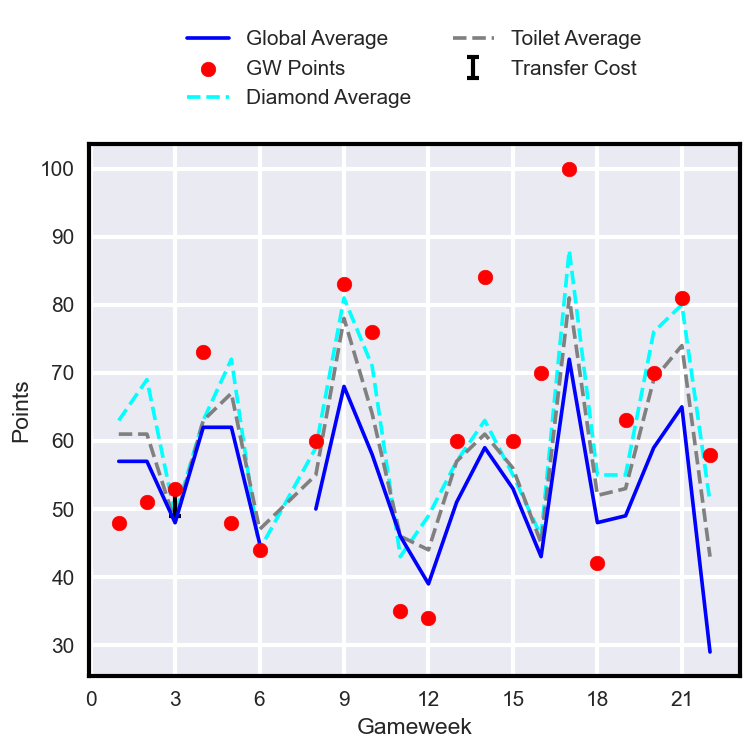 Global Average
GW Points
Diamond Average
Toilet Average
Transfer Cost
100
90
80
70
60
50
40
30
Points
0 3 6 9 12 15 18 21
Gameweek